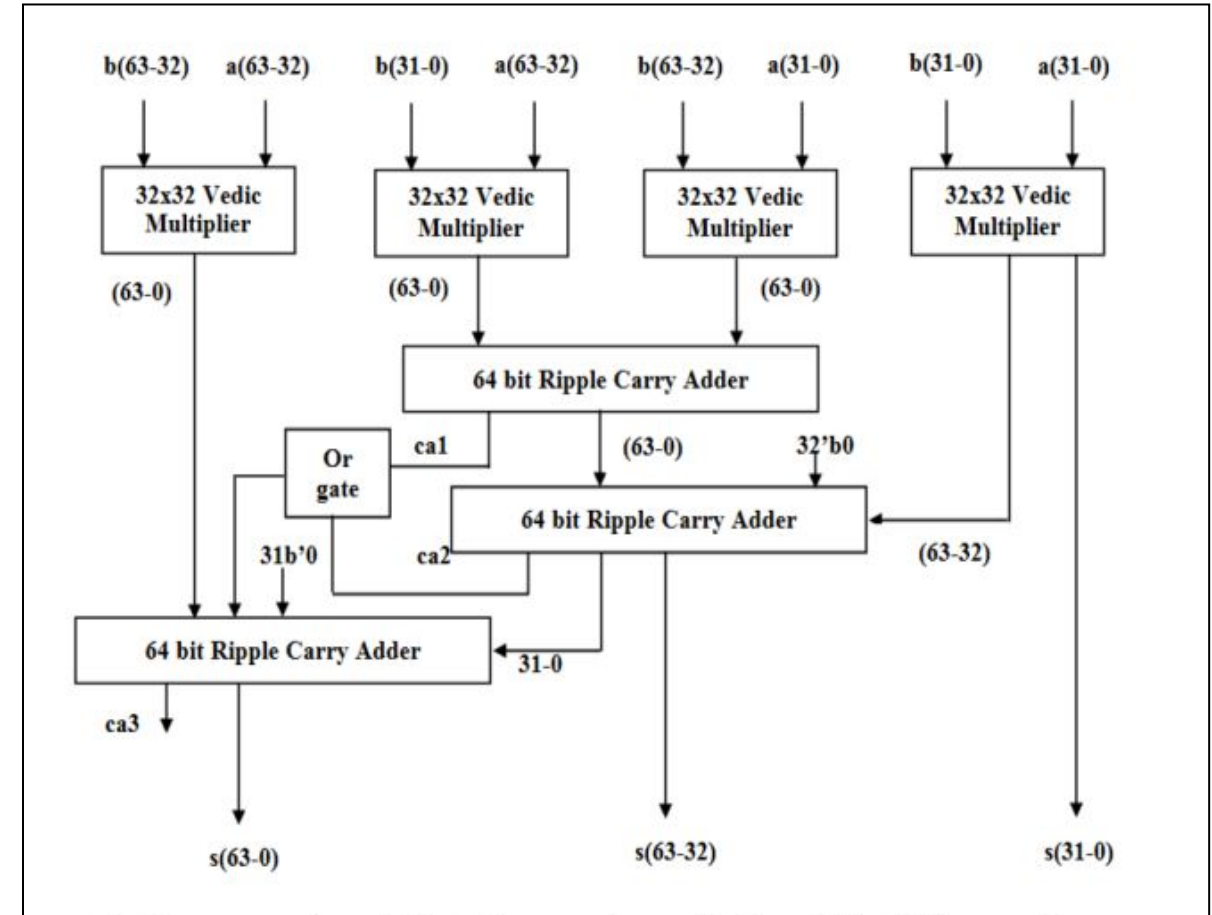 b(63-32) a(63-32) b(31-0) a(63-32) b(63-32) a(31-0) b(31-0) a(31-0)
32x32 Vedic
Multiplier
32x32 Vedic
Multiplier
32x32 Vedic
Multiplier
32x32 Vedic
Multiplier
(63-0)
(63-0)
(63-0)
64 bit Ripple Carry Adder
ca1
(63-0)
32’b0
Or
gate
64 bit Ripple Carry Adder
31b’0
ca2
(63-32)
64 bit Ripple Carry Adder
31-0
ca3
s(63-0)
s(63-32)
s(31-0)